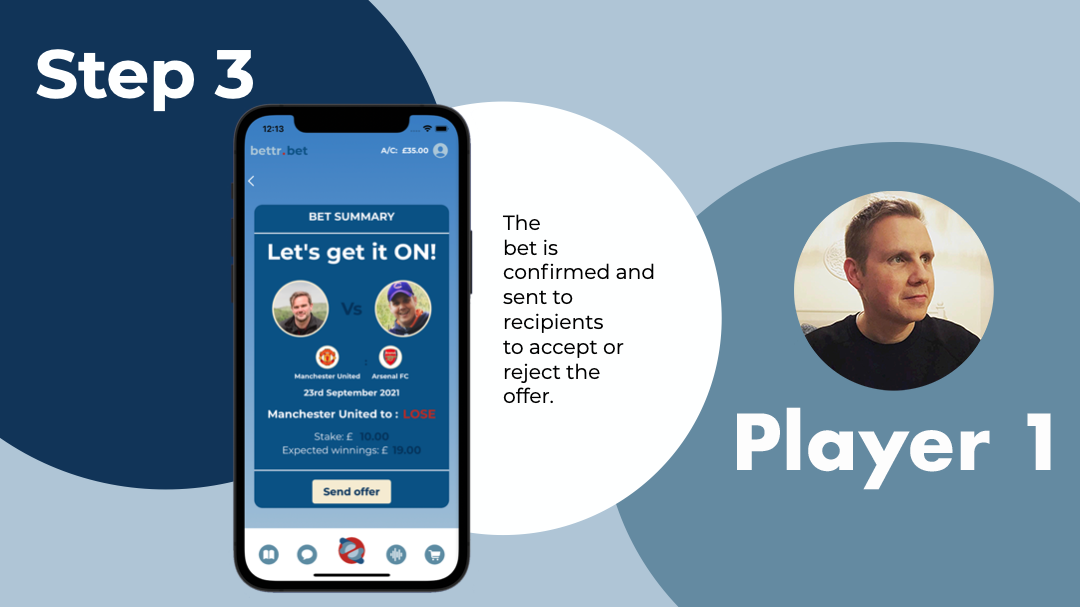 Step 3
12:13
bettr.bet
A/C: £35.00
BET SUMMARY
Let's get it ON!
Vs
Manchester United
Arsenal FC
23rd September 2021
Manchester United to : LOSE
Stake: £ 10.00
Expected winnings: £ 19.00
Send offer
The
bet is
confirmed and
sent to
recipients
to accept or
reject the
offer.
Player 1